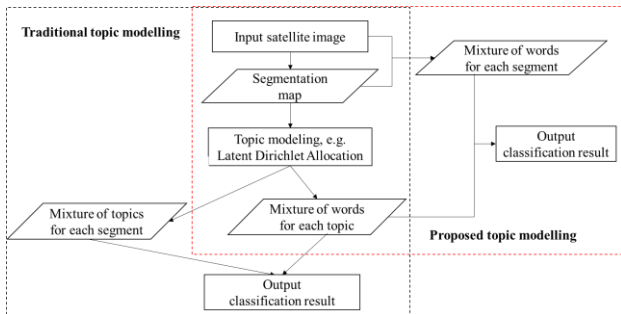 Traditional topic modelling
Input satellite image
Mixture of words
for each segment
Segmentation
map
Topic modeling, e.g.
Latent Dirichlet Allocation
Output
classification result
Mixture of topics
for each segment
Mixture of words
for each topic
Proposed topic modelling
Output
classification result